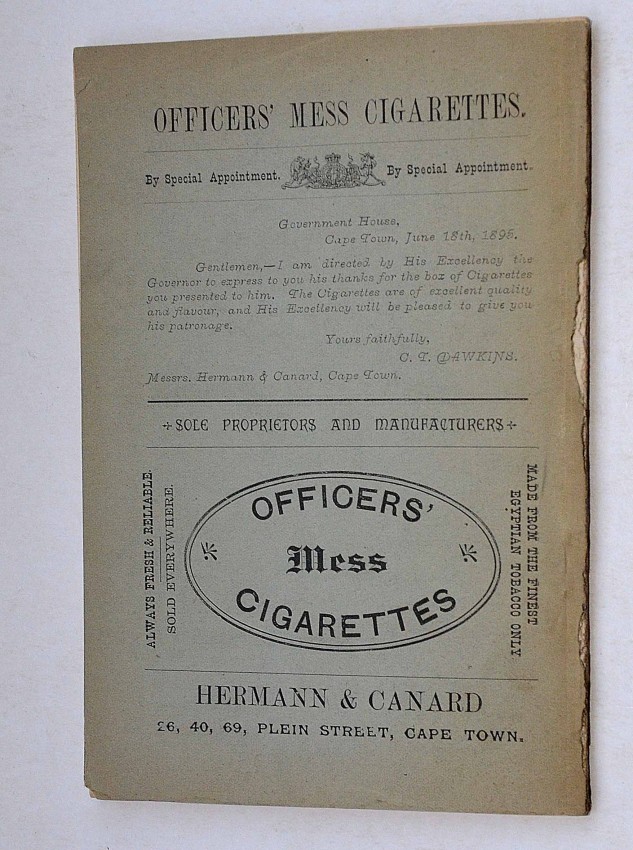 OFFICERS' MESS CIGARETTES.
By Special Appointment. By Special Appointment.
Government House,
Cape Town, June 18th, 1895.
Gentlemen,—I am directed by His Excellency the
Governor to express to you his thanks for the box of Cigarettes
you presented to him. The Cigarettes are of excellent quality
and flavour, and His Excellency will be pleased to give you
his patronage.
Yours faithfully,
C. T. @AWKINS.
Messrs. Hermann & Canard, Cape Town.
SOLE PROPRIETORS AND MANUFACTURERS
ALWAYS FRESH & RELIABLE.
SOLD EVERYWHERE.
OFFICERS'
Mess
CIGARETTES
MADE FROM THE FINEST
EGYPTIAN TOBACCO ONLY
HERMANN & CANARD
26, 40, 69, PLEIN STREET, CAPE TOWN.